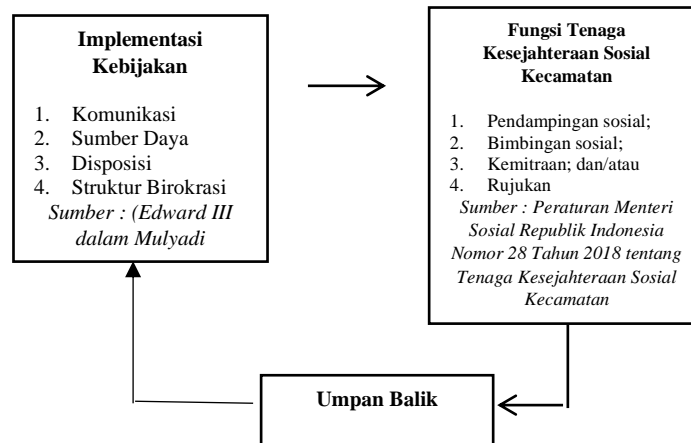 Implementasi
Kebijakan
1. Komunikasi
2. Sumber Daya
3. Disposisi
4. Struktur Birokrasi
Sumber : (Edward III
dalam Mulyadi
Fungsi Tenaga
Kesejahteraan Sosial
Kecamatan
1. Pendampingan sosial;
2. Bimbingan sosial;
3. Kemitraan; dan/atau
4. Rujukan
Sumber : Peraturan Menteri
Sosial Republik Indonesia
Nomor 28 Tahun 2018 tentang
Tenaga Kesejahteraan Sosial
Kecamatan
Umpan Balik